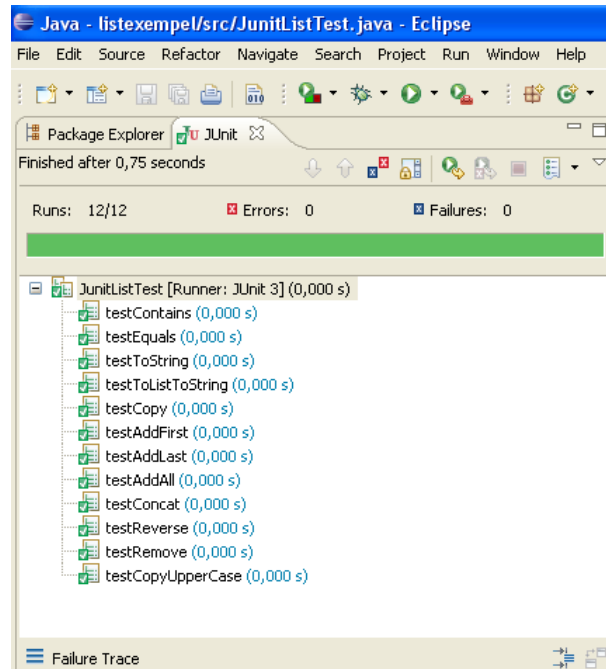 Java - listexempel/src/JunitListTest.java - Eclipse
File Edit Source Refactor Navigate Search Project Run Window Help
Package Explorer JUnit
Finished after 0,75 seconds
Runs: 12/12 Errors: 0 Failures: 0
JunitListTest [Runner: JUnit 3] (0,000 s)
testContains (0,000 s)
testEquals (0,000 s)
testToString (0,000 s)
testToListToString (0,000 s)
testCopy (0,000 s)
testAddFirst (0,000 s)
testAddLast (0,000 s)
testAddAll (0,000 s)
testConcat (0,000 s)
testReverse (0,000 s)
testRemove (0,000 s)
testCopyUpperCase (0,000 s)
Failure Trace